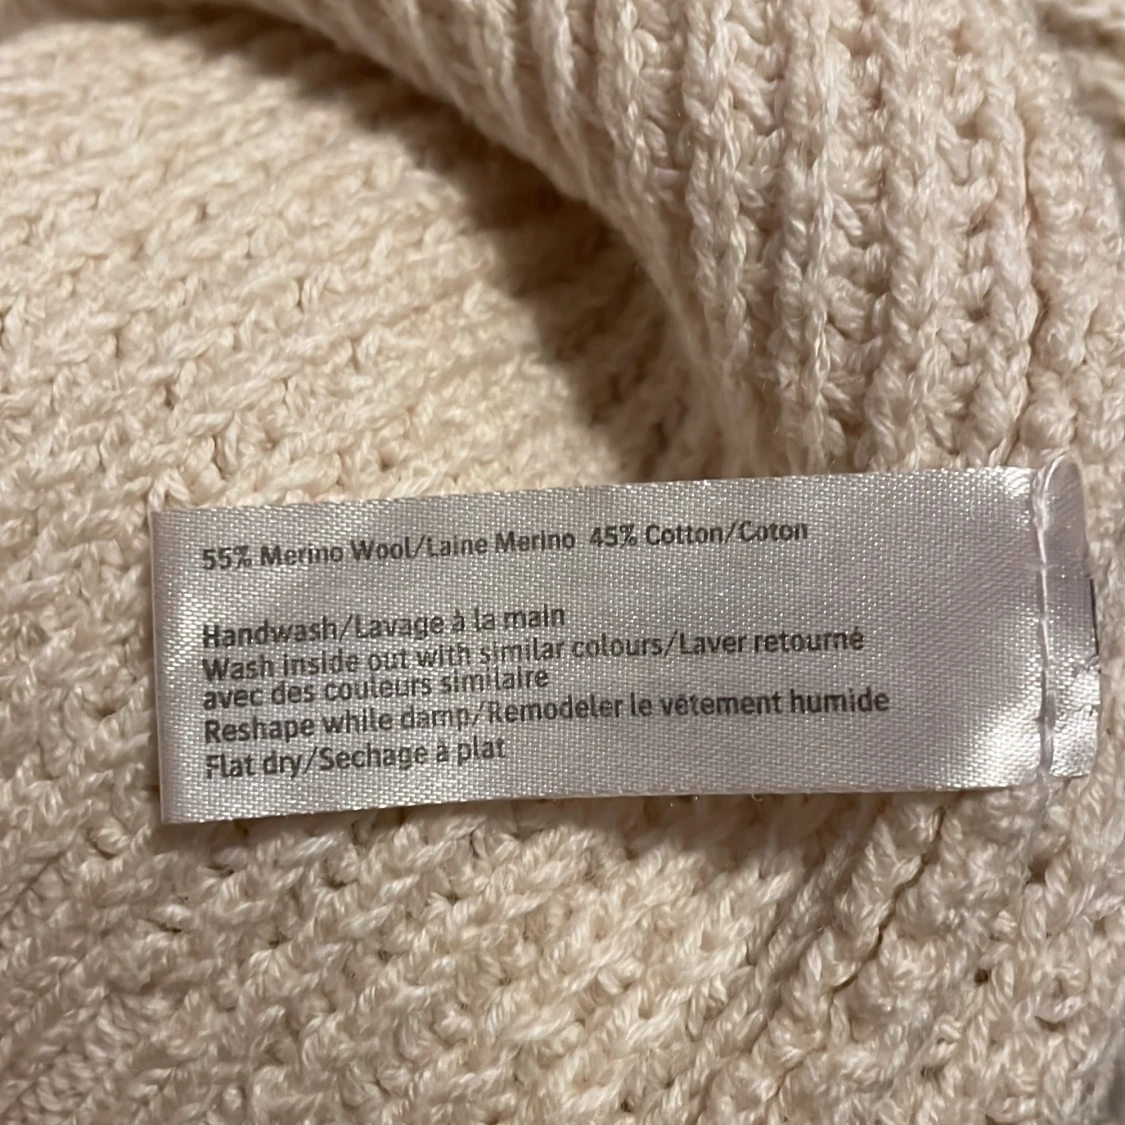 55% Merino Wool/Laine Merino 45% Cotton/Coton
Handwash/Lavage à la main
Wash inside out with similar colours/Laver retourné
avec des couleurs similaire
Reshape while damp/Remodeler le vêtement humide
Flat dry/Sechage à plat